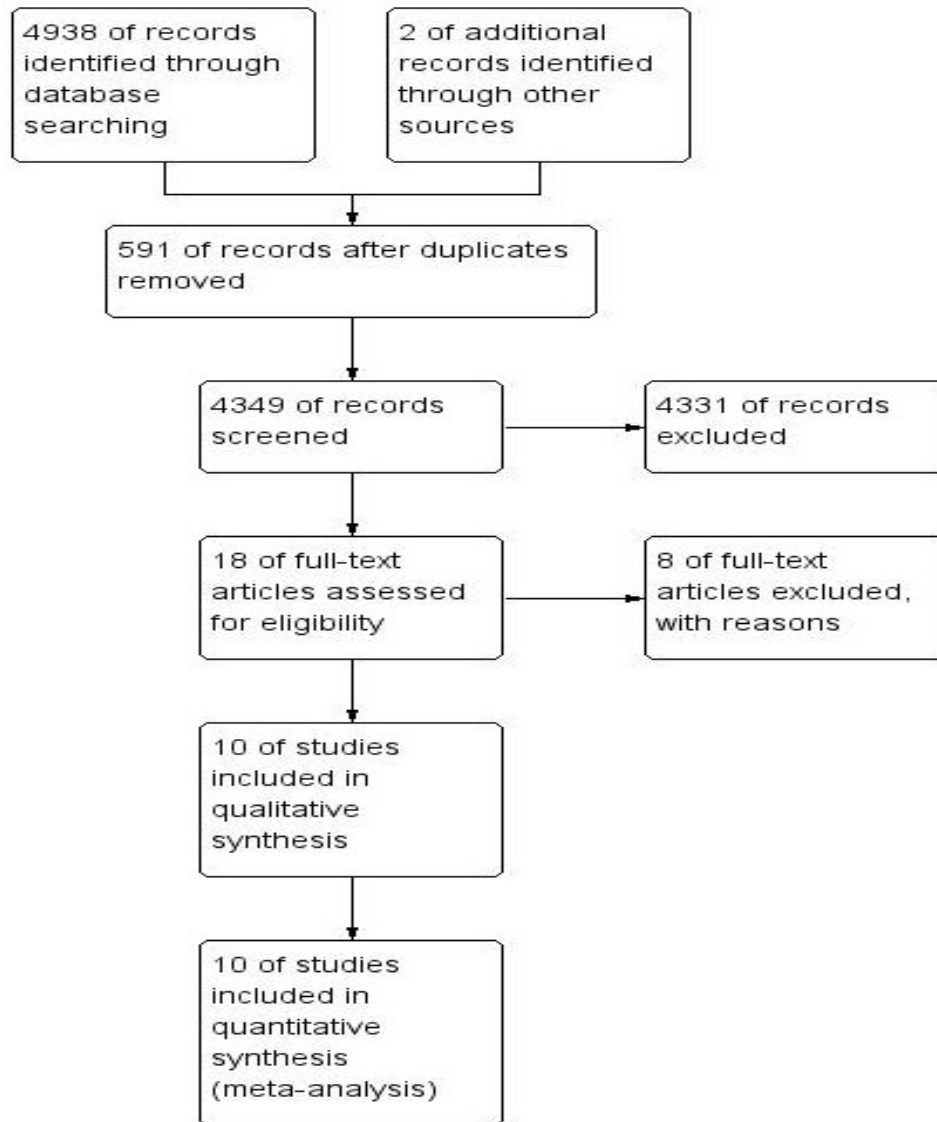 4938 of records
identified through
database
searching
2 of additional
records identified
through other
sources
591 of records after duplicates
removed
4349 of records
screened
4331 of records
excluded
18 of full-text
articles assessed
for eligibility
8 of full-text
articles excluded,
with reasons
10 of studies
included in
qualitative
synthesis
10 of studies
included in
quantitative
synthesis
(meta-analysis)